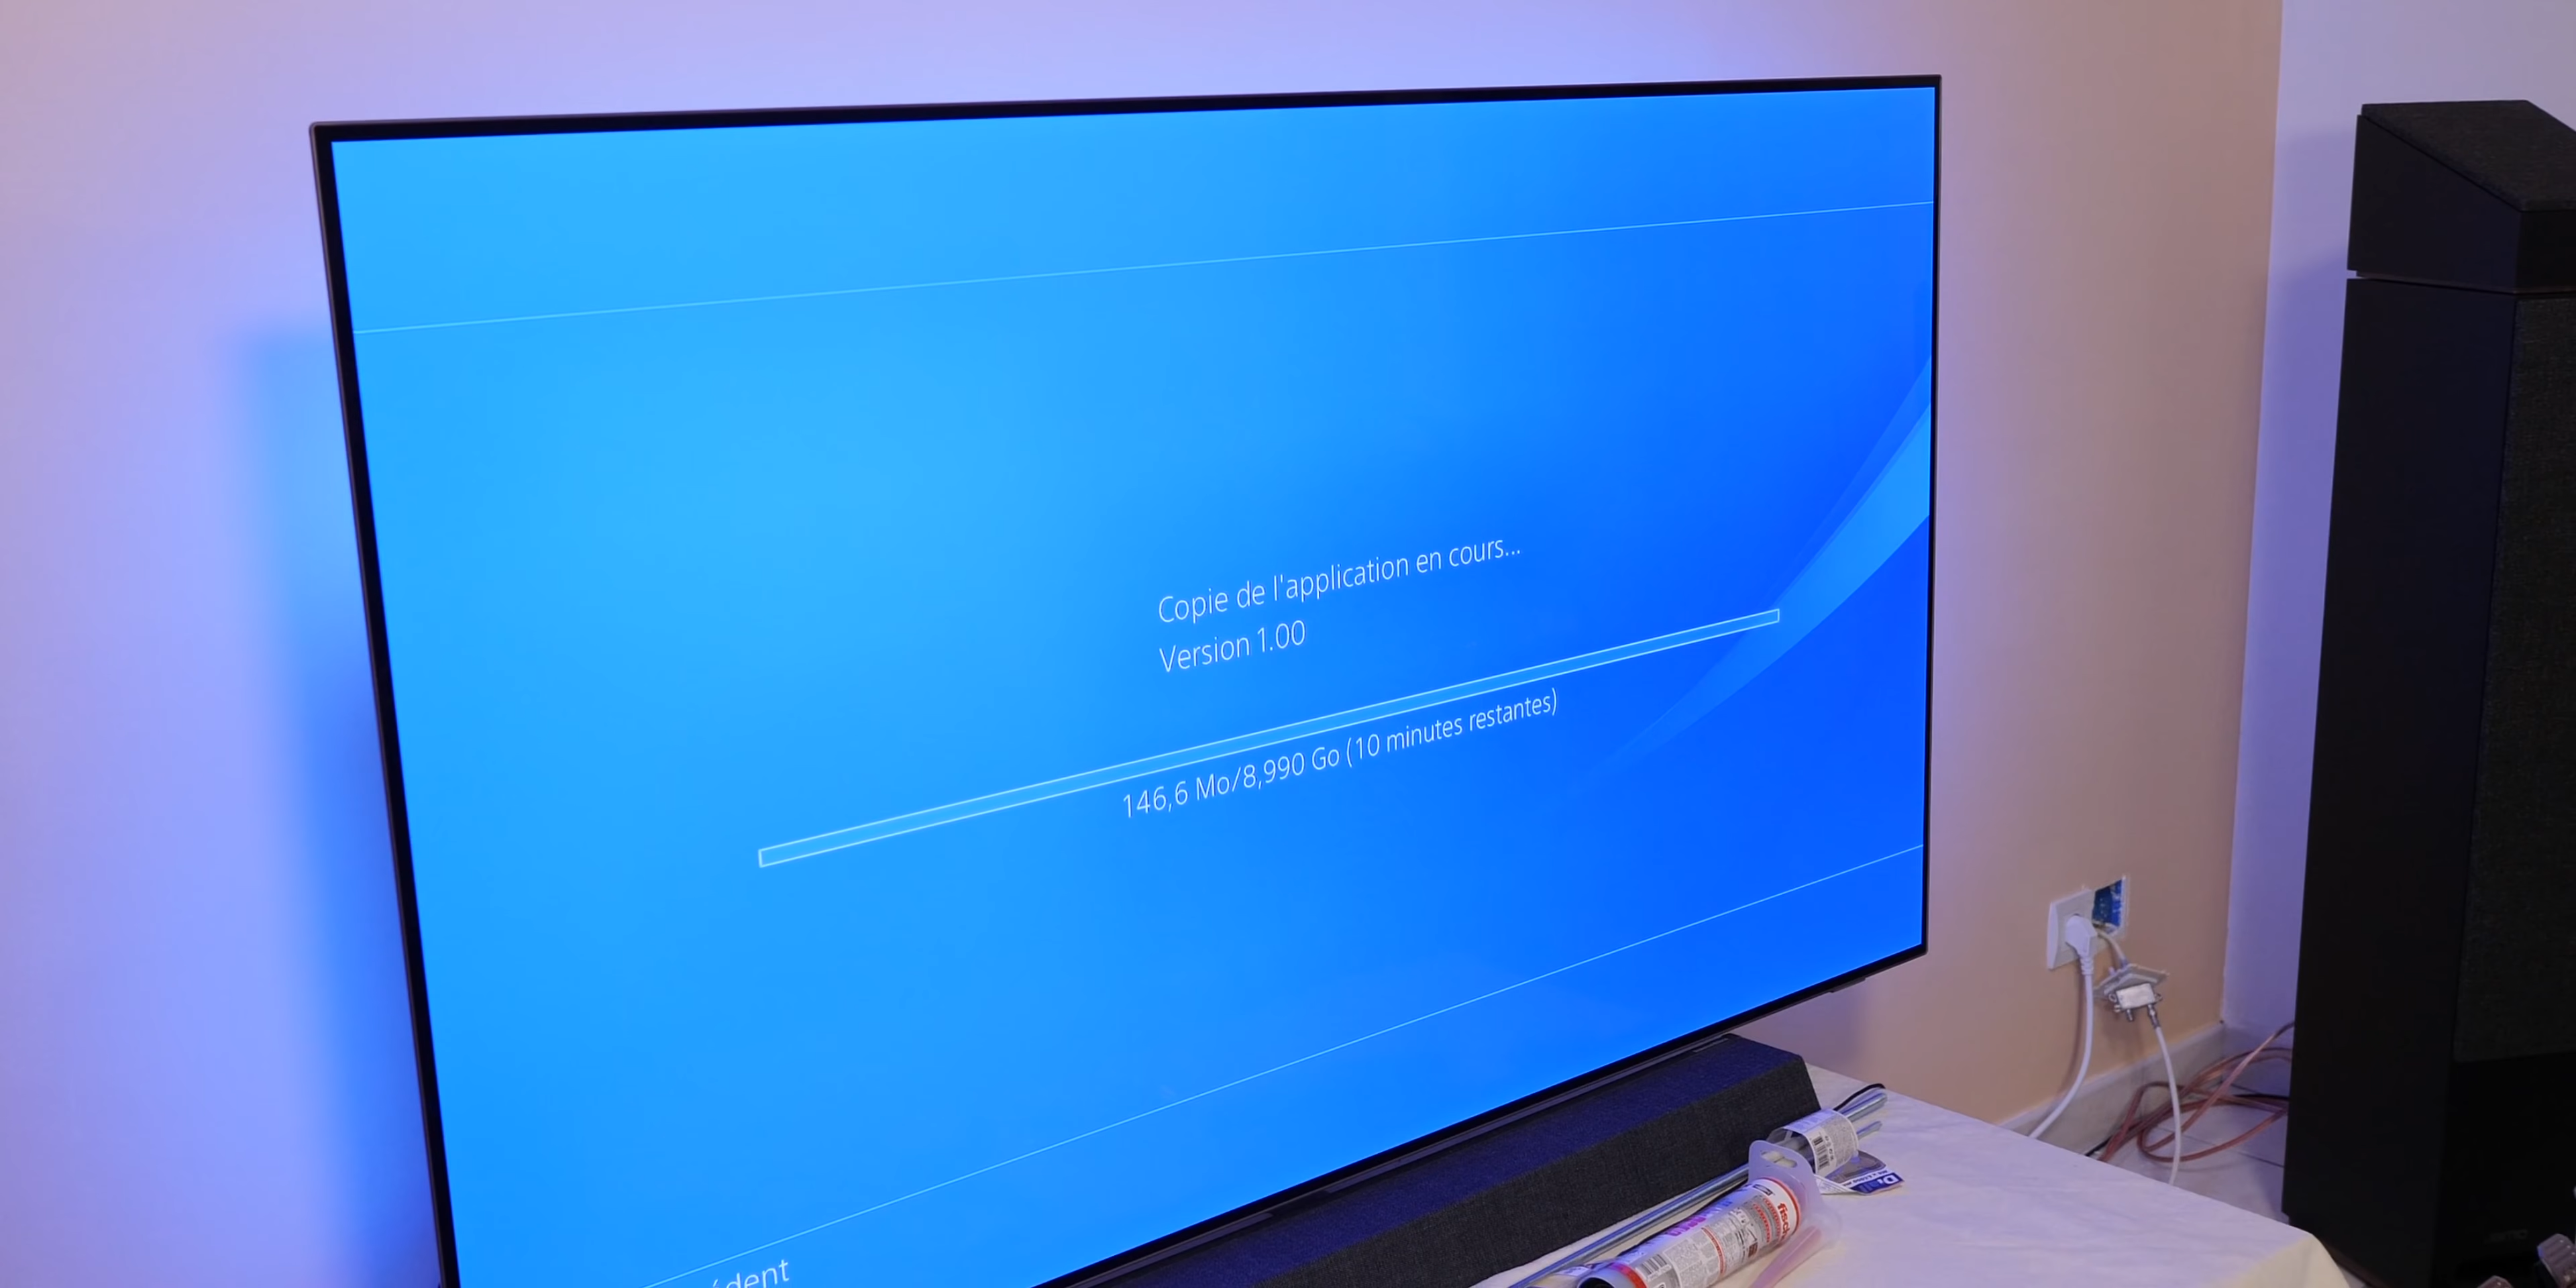 Copie de l'application en cours...
Version 1.00
146,6 Mo/8,990 Go (10 minutes restantes)